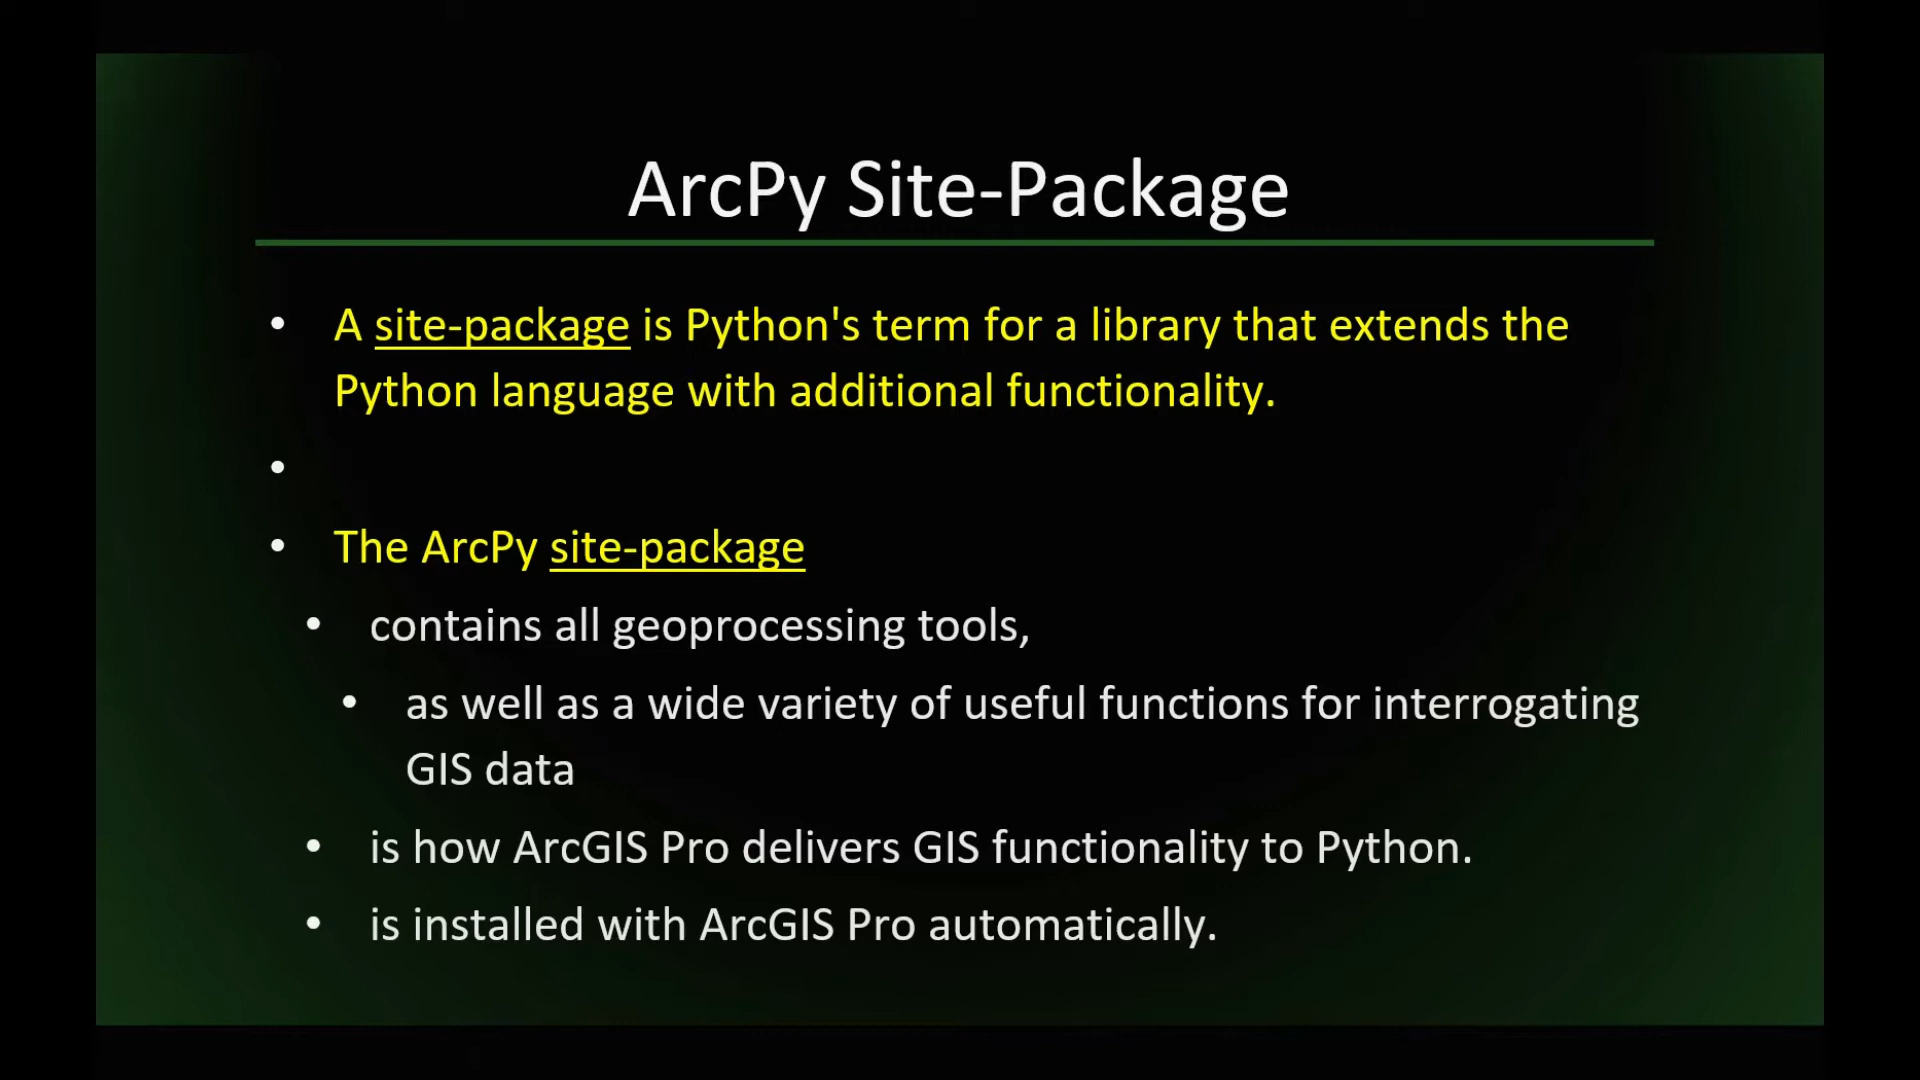 ArcPy Site-Package
• A site-package is Python's term for a library that extends the
Python language with additional functionality.
•
• The ArcPy site-package
• contains all geoprocessing tools,
• as well as a wide variety of useful functions for interrogating
GIS data
• is how ArcGIS Pro delivers GIS functionality to Python.
• is installed with ArcGIS Pro automatically.